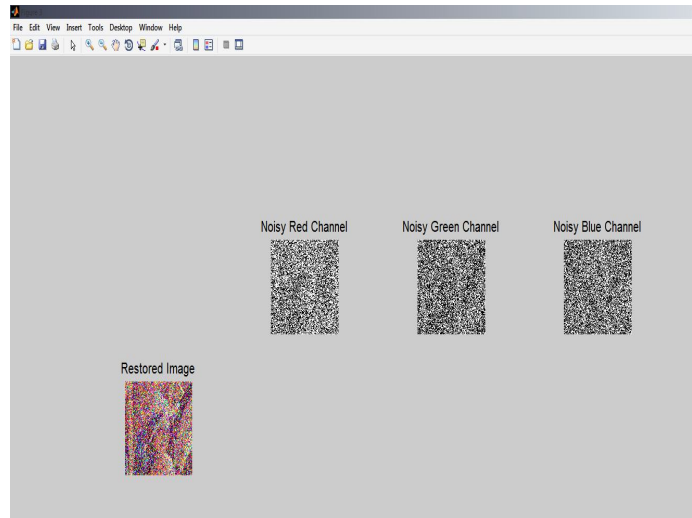 File Edit View Insert Tools Desktop Window Help
Noisy Red Channel Noisy Green Channel Noisy Blue Channel
Restored Image